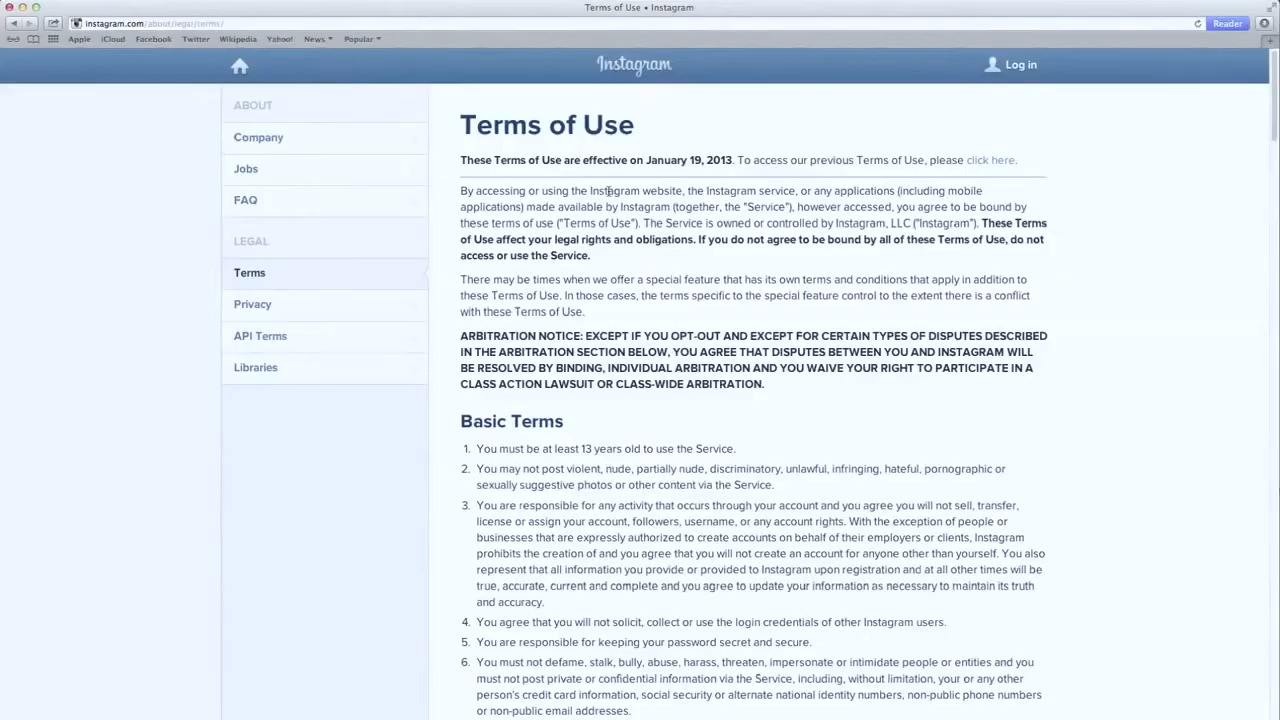 Terms of Use • Instagram
instagram.com/about/legal/terms/
Reader
Apple iCloud Facebook Twitter Wikipedia Yahoo! News Popular
Instagram
Log in
ABOUT
Company
Jobs
FAQ
LEGAL
Terms
Privacy
API Terms
Libraries
Terms of Use
These Terms of Use are effective on January 19, 2013. To access our previous Terms of Use, please click here.
By accessing or using the Instagram website, the Instagram service, or any applications (including mobile
applications) made available by Instagram (together, the "Service"), however accessed, you agree to be bound by
these terms of use ("Terms of Use"). The Service is owned or controlled by Instagram, LLC ("Instagram"). These Terms
of Use affect your legal rights and obligations. If you do not agree to be bound by all of these Terms of Use, do not
access or use the Service.
There may be times when we offer a special feature that has its own terms and conditions that apply in addition to
these Terms of Use. In those cases, the terms specific to the special feature control to the extent there is a conflict
with these Terms of Use.
ARBITRATION NOTICE: EXCEPT IF YOU OPT-OUT AND EXCEPT FOR CERTAIN TYPES OF DISPUTES DESCRIBED
IN THE ARBITRATION SECTION BELOW, YOU AGREE THAT DISPUTES BETWEEN YOU AND INSTAGRAM WILL
BE RESOLVED BY BINDING, INDIVIDUAL ARBITRATION AND YOU WAIVE YOUR RIGHT TO PARTICIPATE IN A
CLASS ACTION LAWSUIT OR CLASS-WIDE ARBITRATION.
Basic Terms
1. You must be at least 13 years old to use the Service.
2. You may not post violent, nude, partially nude, discriminatory, unlawful, infringing, hateful, pornographic or
sexually suggestive photos or other content via the Service.
3. You are responsible for any activity that occurs through your account and you agree you will not sell, transfer,
license or assign your account, followers, username, or any account rights. With the exception of people or
businesses that are expressly authorized to create accounts on behalf of their employers or clients, Instagram
prohibits the creation of and you agree that you will not create an account for anyone other than yourself. You also
represent that all information you provide or provided to Instagram upon registration and at all other times will be
true, accurate, current and complete and you agree to update your information as necessary to maintain its truth
and accuracy.
4. You agree that you will not solicit, collect or use the login credentials of other Instagram users.
5. You are responsible for keeping your password secret and secure.
6. You must not defame, stalk, bully, abuse, harass, threaten, impersonate or intimidate people or entities and you
must not post private or confidential information via the Service, including, without limitation, your or any other
person's credit card information, social security or alternate national identity numbers, non-public phone numbers
or non-public email addresses.